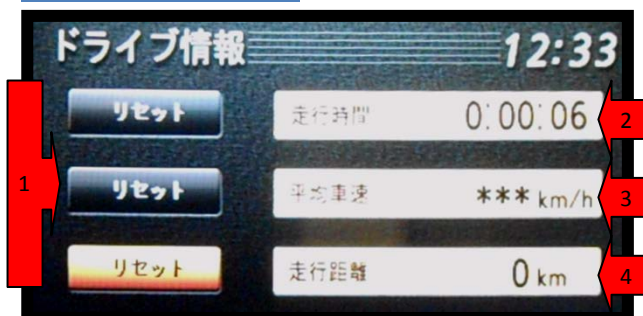 ドライブ情報 12:33
リセット 走行時間 0:00:06 2
1
リセット 平均車速 *** km/h 3
リセット 走行距離 0 km 4